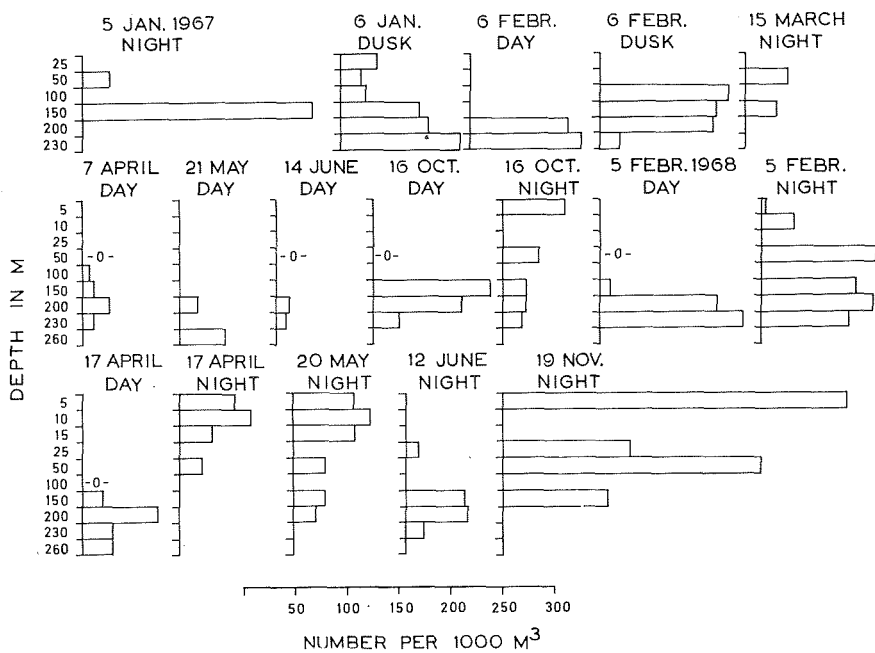 5 JAN. 1967 6 JAN. 6 FEBR. 6 FEBR. 15 MARCH
NIGHT DUSK DAY DUSK NIGHT
25
50
100
150
200
230
7 APRIL 21 MAY 14 JUNE 16 OCT. 16 OCT. 5 FEBR. 1968 5 FEBR.
DAY DAY DAY DAY NIGHT DAY NIGHT
5
10
25
50 -0- -0- -0- -0-
100
150
200
230
260
DEPTH IN M
17 APRIL 17 APRIL 20 MAY 12 JUNE 19 NOV.
DAY NIGHT NIGHT NIGHT NIGHT
5
10
15
25
50
100 -0-
150
200
230
260
50 100 150 200 250 300
NUMBER PER 1000 M³